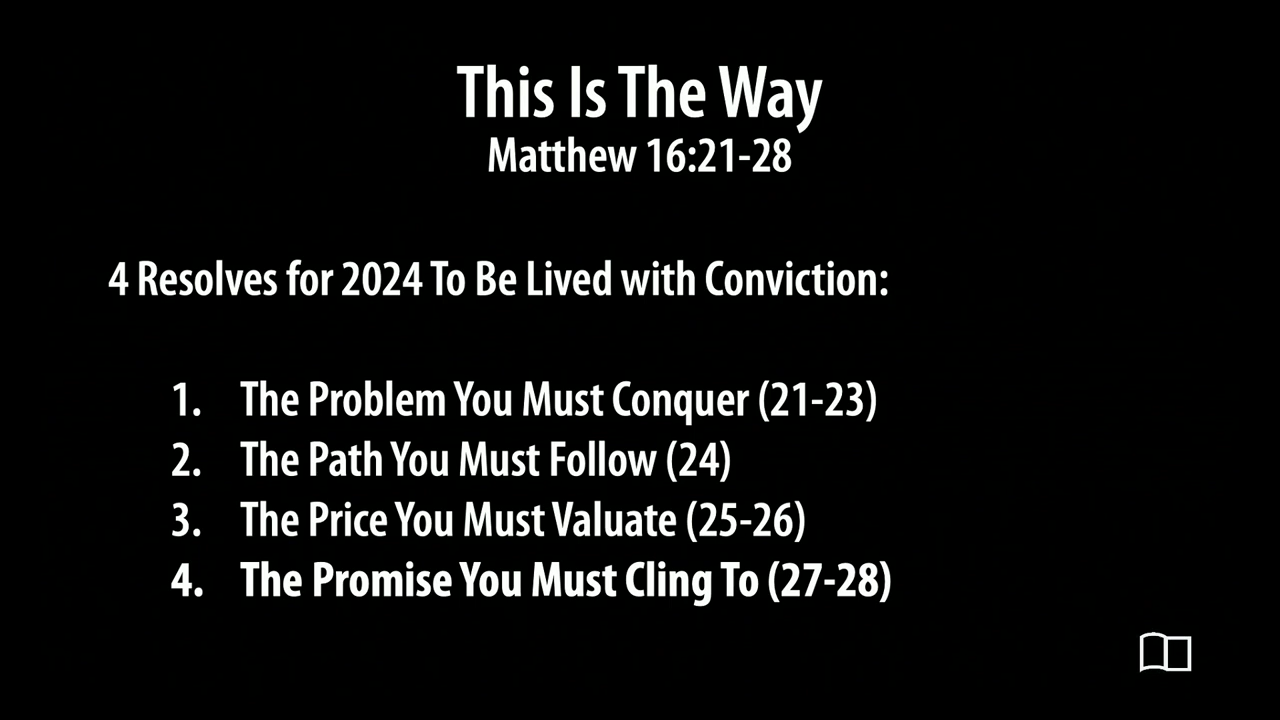 This Is The Way
Matthew 16:21-28
4 Resolves for 2024 To Be Lived with Conviction:
1. The Problem You Must Conquer (21-23)
2. The Path You Must Follow (24)
3. The Price You Must Valuate (25-26)
4. The Promise You Must Cling To (27-28)